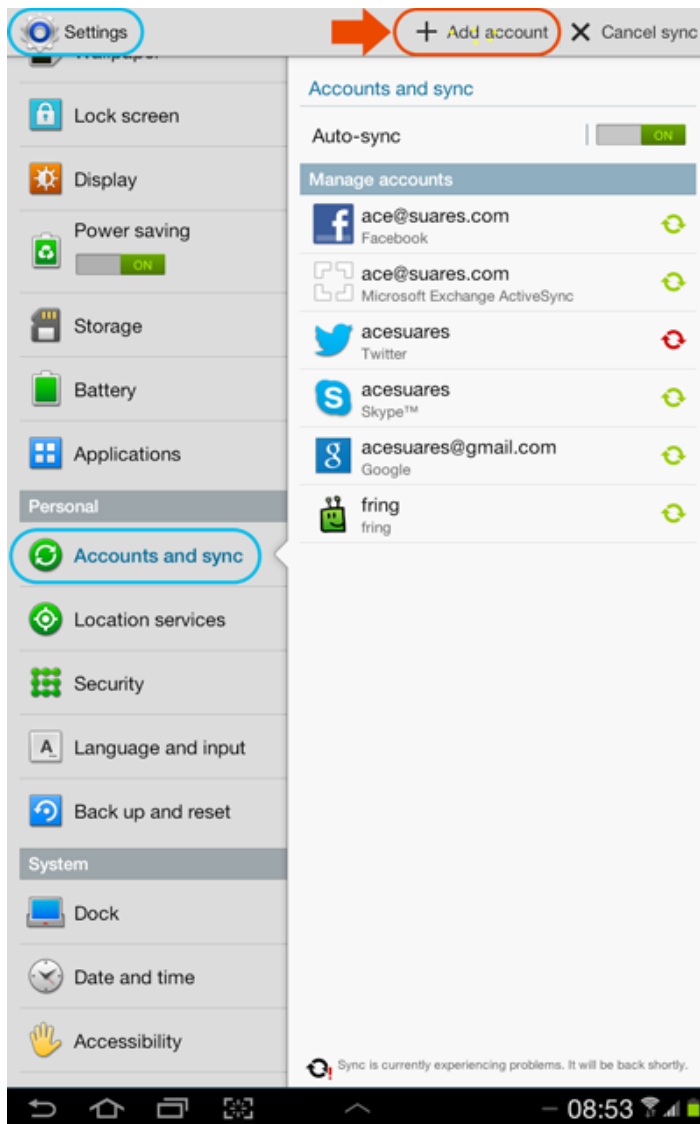 Settings
+ Add account
X Cancel sync
Wallpaper
Lock screen
Display
Power saving
ON
Storage
Battery
Applications
Personal
Accounts and sync
Location services
Security
A_ Language and input
Back up and reset
System
Dock
Date and time
Accessibility
Accounts and sync
Auto-sync
ON
Manage accounts
ace@suares.com
Facebook
ace@suares.com
Microsoft Exchange ActiveSync
acesuares
Twitter
acesuares
Skype™
acesuares@gmail.com
Google
fring
fring
Sync is currently experiencing problems. It will be back shortly.
08:53